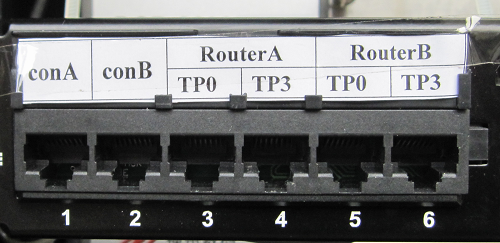 conA conB RouterA RouterB
TP0 TP3 TP0 TP3
1 2 3 4 5 6